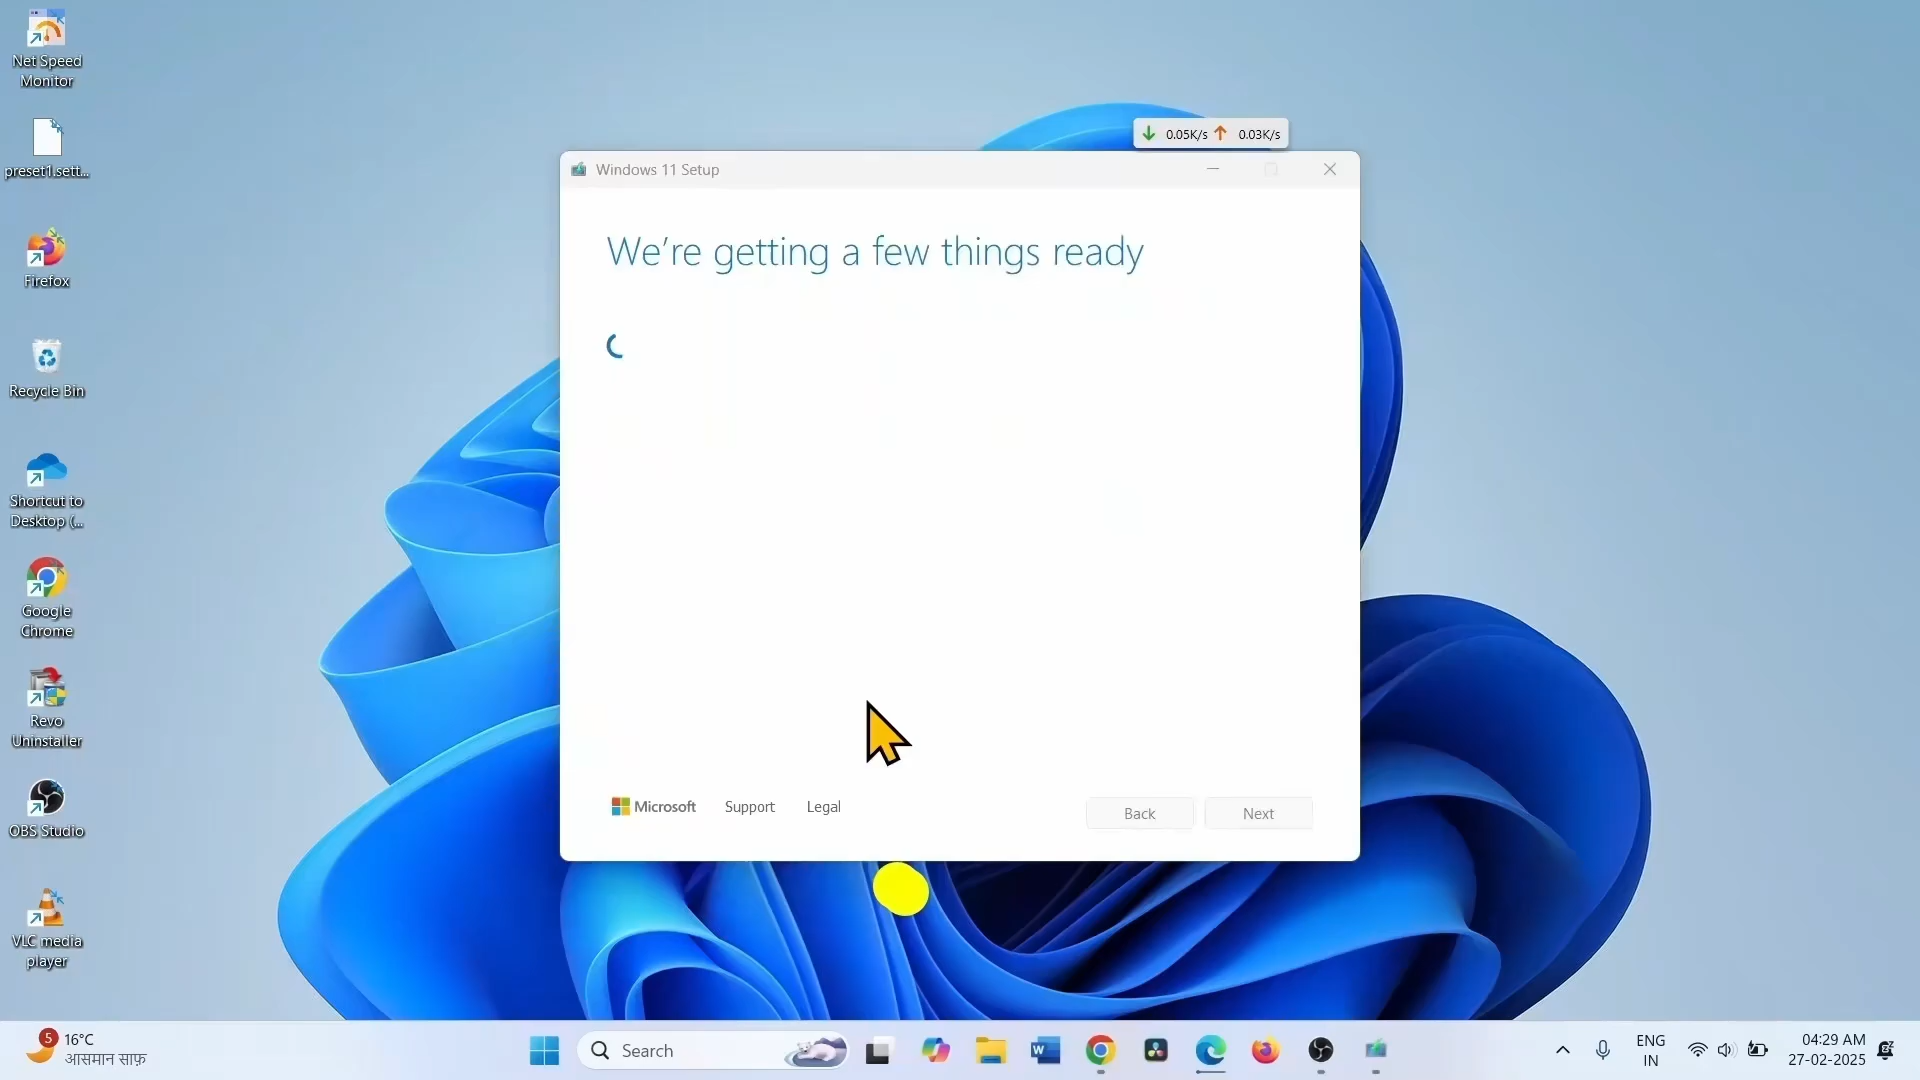 Net Speed
Monitor
preset1.sett...
Firefox
Recycle Bin
Shortcut to
Desktop (...
Google
Chrome
Revo
Uninstaller
OBS Studio
VLC media
player
0.05K/s 0.03K/s
Windows 11 Setup
We're getting a few things ready
Microsoft Support Legal
Back Next
5
16°C
आसमान साफ़
Search
W
ENG
IN
04:29 AM
27-02-2025